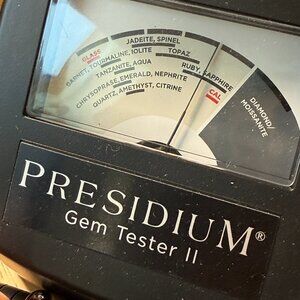 GLASS
JADEITE, SPINEL
GARNET, TOURMALINE, IOLITE
TOPAZ
TANZANITE, AQUA
RUBY, SAPPHIRE
CHRYSOPRASE, EMERALD, NEPHRITE
CAL
QUARTZ, AMETHYST, CITRINE
DIAMOND/
MOISSANITE
PRESIDIUM®
Gem Tester II